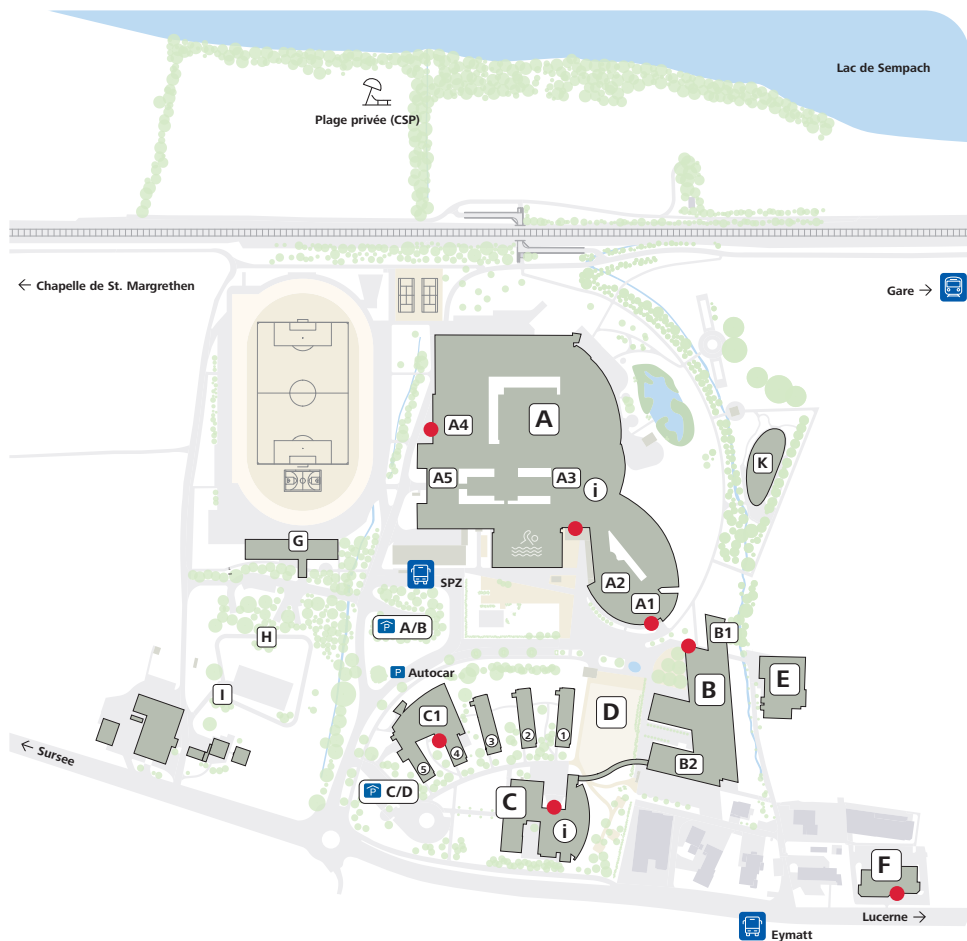 Lac de Sempach
Plage privée (CSP)
← Chapelle de St. Margrethen
Gare →
A
A4
A5
A3
i
K
G
SPZ
A2
A1
P A/B
H
B1
P Autocar
I
B
E
C1
D
1
2
3
4
5
B2
← Sursee
P C/D
C
i
F
Lucerne →
Eymatt